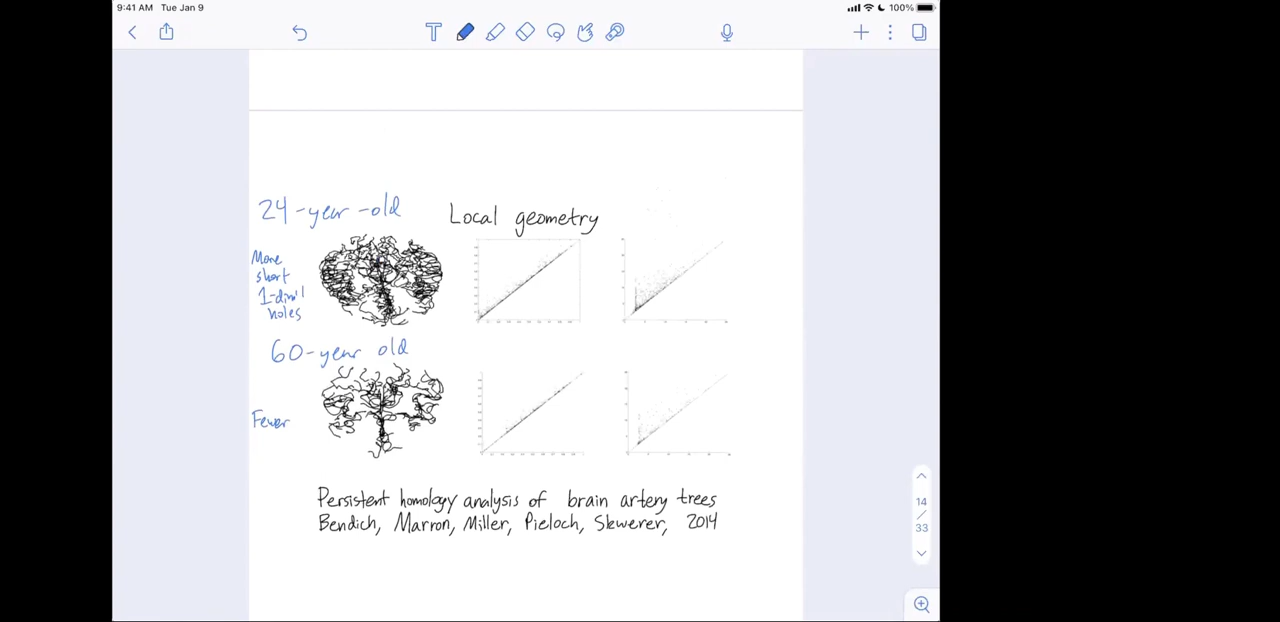 9:41 AM Tue Jan 9
100%
24-year-old
Local geometry
More
short
1-dim'l
holes
60-year old
Fewer
Persistent homology analysis of brain artery trees
Bendich, Marron, Miller, Pieloch, Skwerer, 2014
14
/
33